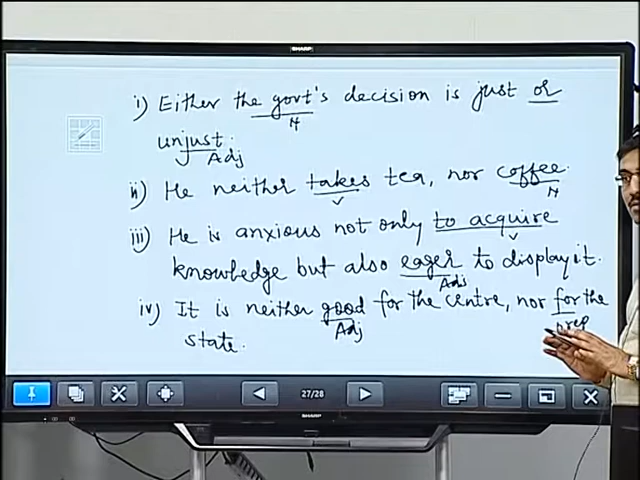 SHARP
i) Either the govt's decision is just or
N
unjust.
Adj
ii) He neither takes tea, nor coffee.
V N
iii) He is anxious not only to acquire
V
knowledge but also eager to display it.
Adj
iv) It is neither good for the centre, nor for the
Adj prep
state.
27/28
SHARP